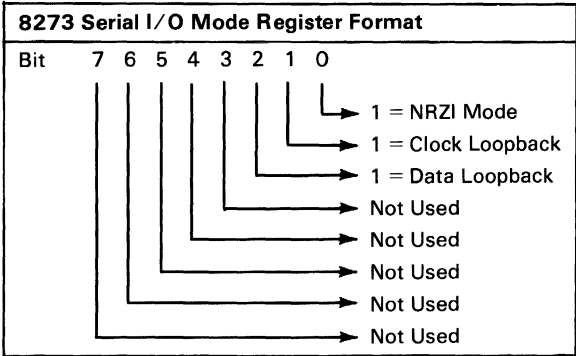 8273 Serial I/O Mode Register Format
Bit 7 6 5 4 3 2 1 0
1 = NRZI Mode
1 = Clock Loopback
1 = Data Loopback
Not Used
Not Used
Not Used
Not Used
Not Used